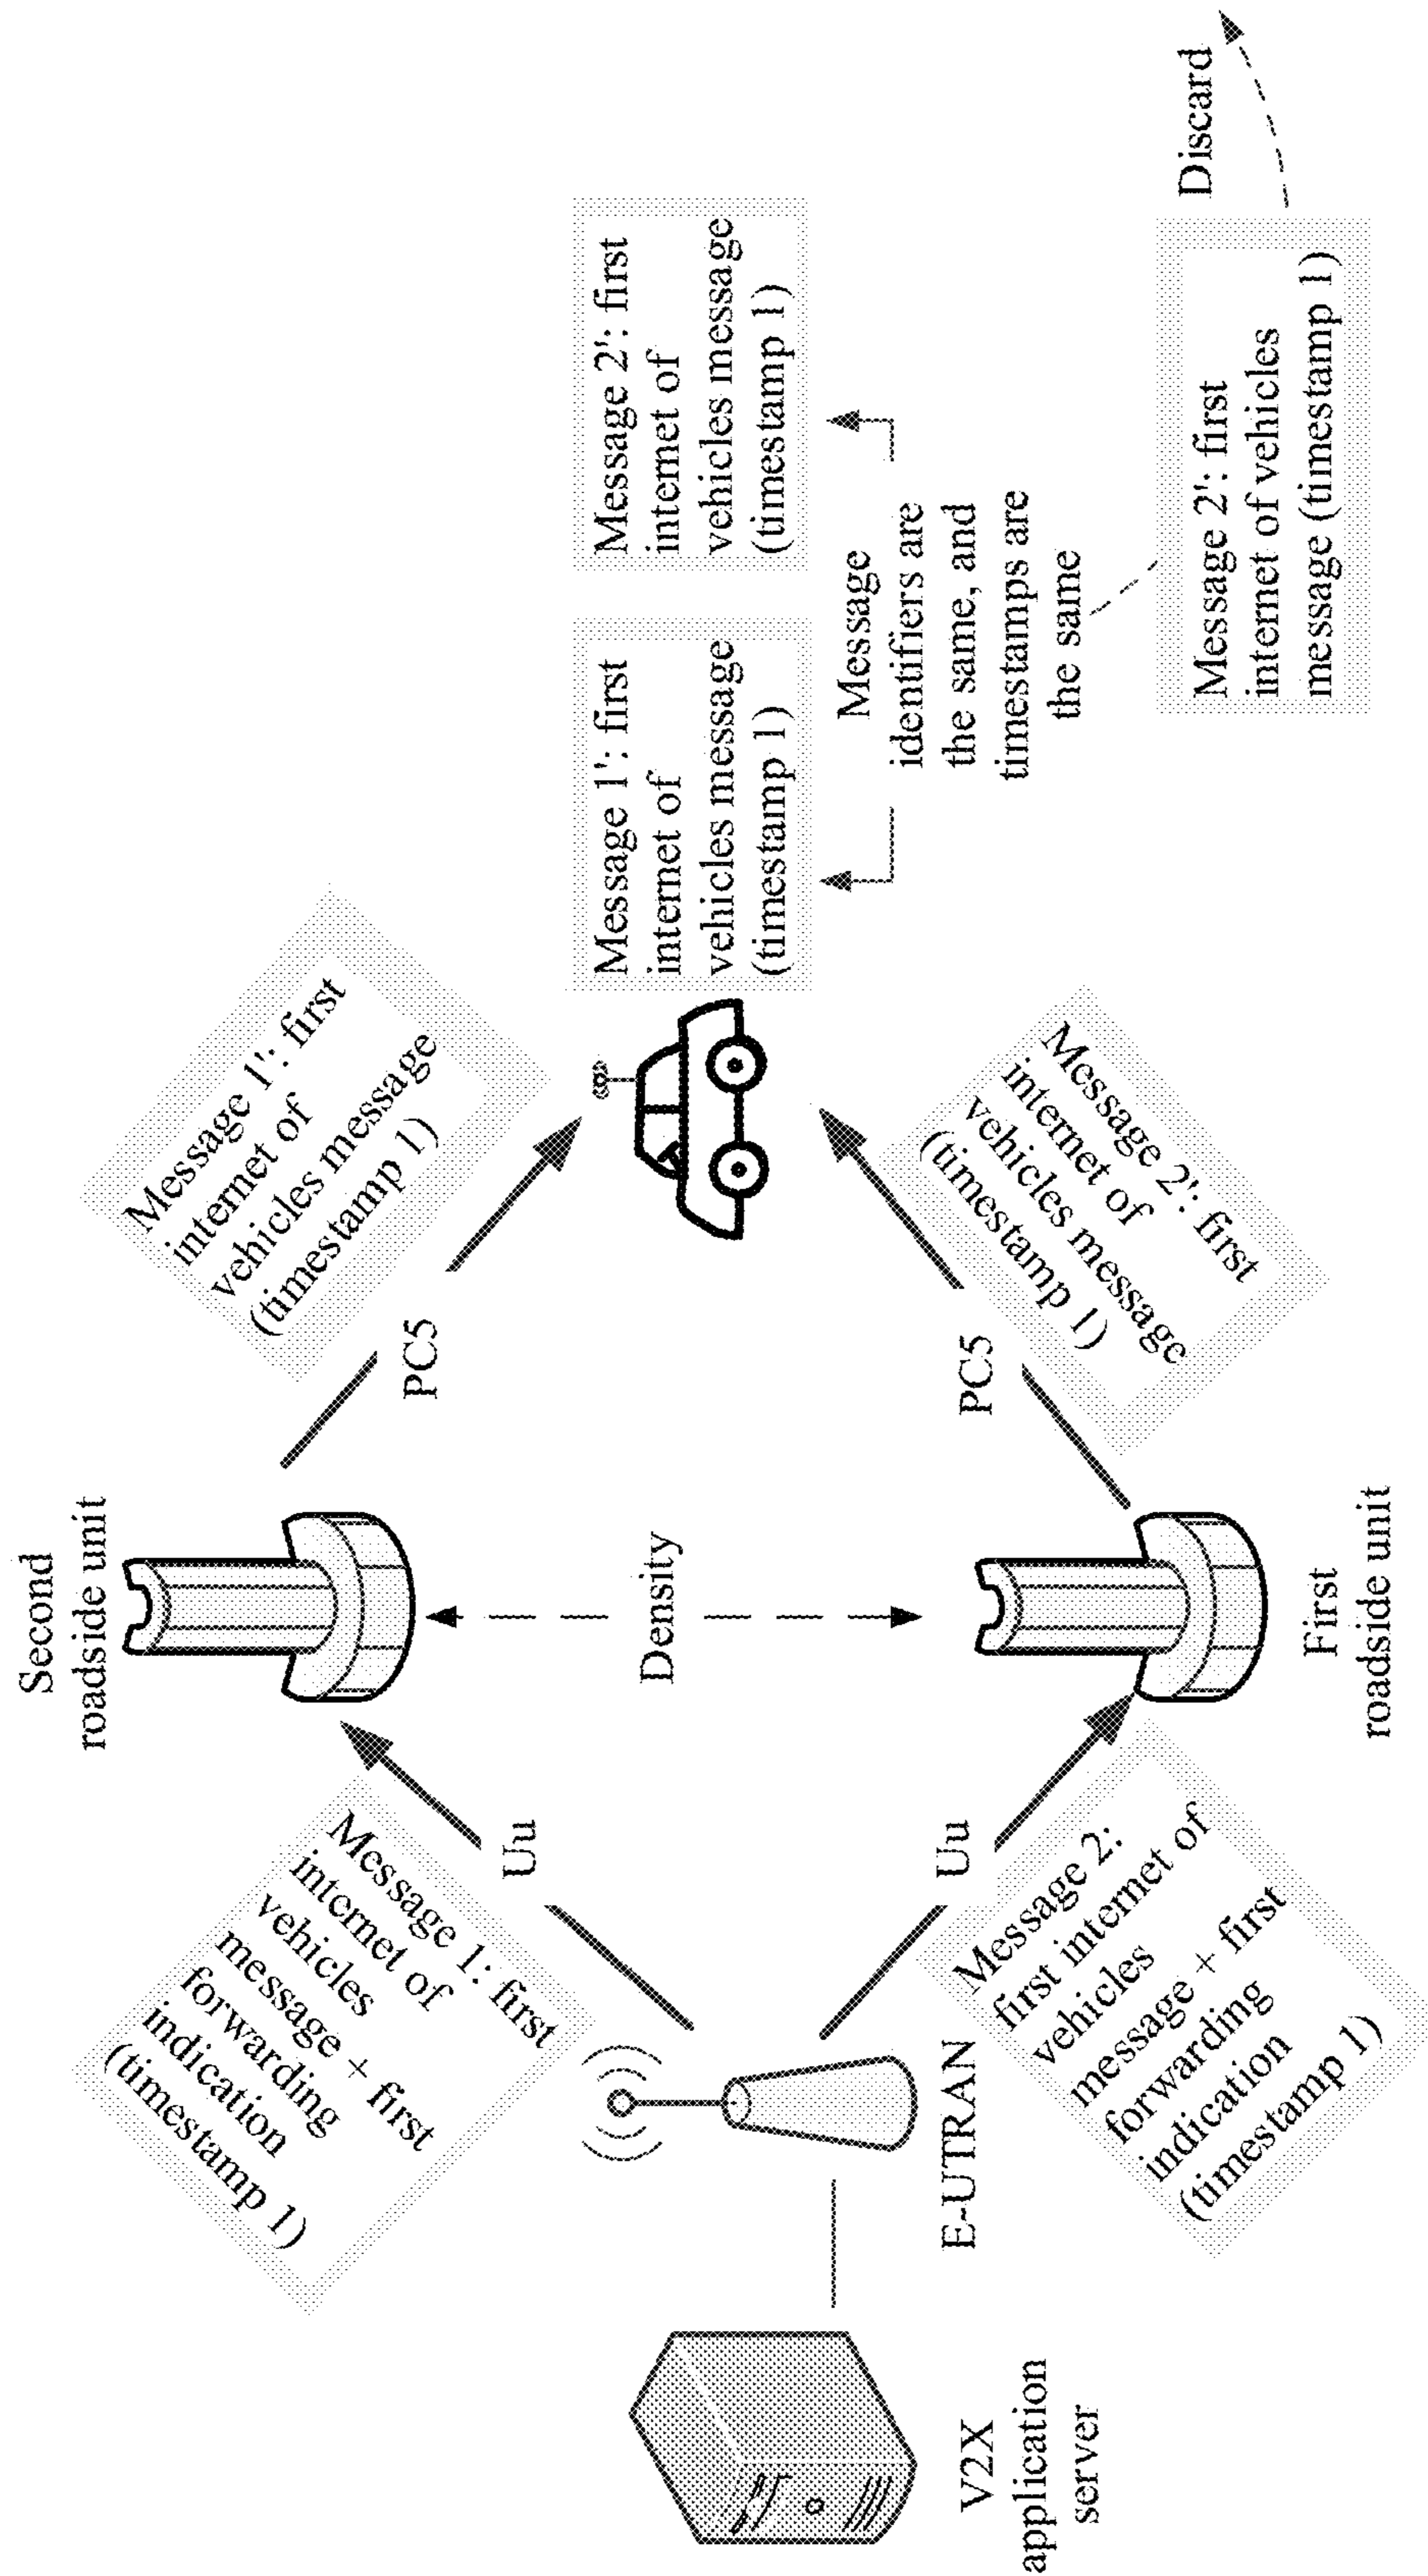 V2X
application
server
E-UTRAN
Message 1: first
internet of
vehicles
message + first
forwarding
indication
(timestamp 1)
Uu
Message 2:
first internet of
vehicles
message + first
forwarding
indication
(timestamp 1)
Uu
Second
roadside unit
Density
First
roadside unit
Message 1': first
internet of
vehicles message
(timestamp 1)
PC5
Message 2': first
internet of
vehicles message
(timestamp 1)
PC5
Message 1': first
internet of
vehicles message
(timestamp 1)
Message 2': first
internet of
vehicles message
(timestamp 1)
Message
identifiers are
the same, and
timestamps are
the same
Message 2': first
internet of vehicles
message (timestamp 1)
Discard